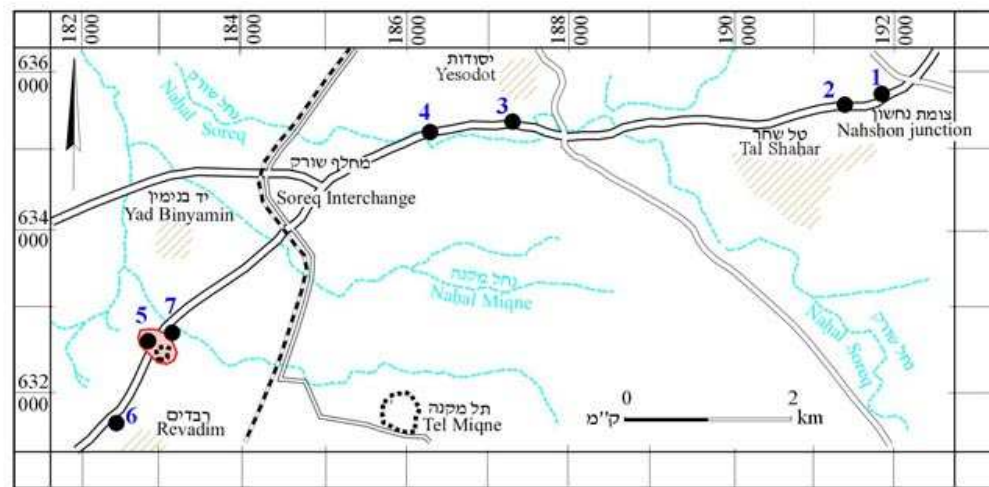 182
000
184
000
186
000
188
000
190
000
192
000
636
000
634
000
632
000
יסודות
Yesodot
נחל שורק
Nahal Soreq
4
3
2
1
צומת נחשון
Nahshon junction
טל שחר
Tal Shahar
מחלף שורק
Soreq Interchange
יד בנימין
Yad Binyamin
נחל מקנה
Nahal Miqne
נחל שורק
Nahal Soreq
5
7
6
רבדים
Revadim
תל מקנה
Tel Miqne
0
2
ק"מ
km